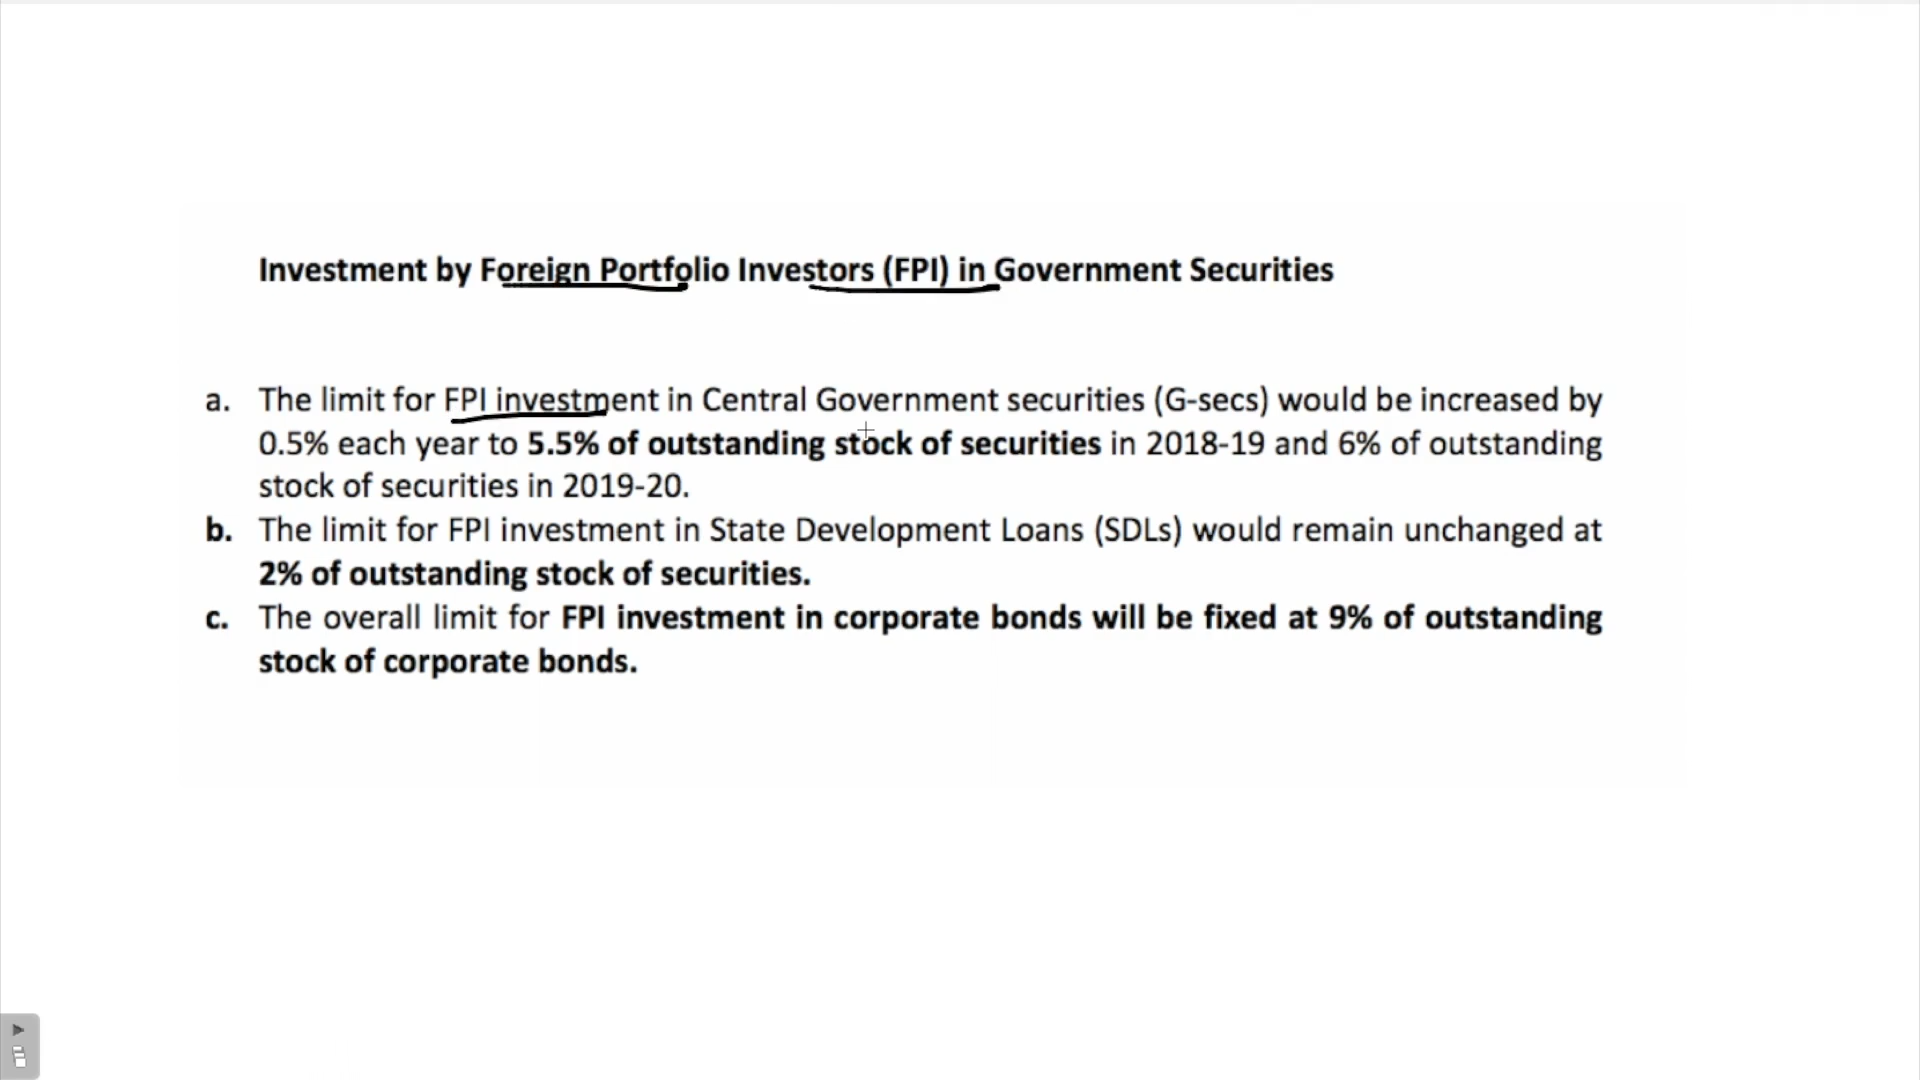 Investment by Foreign Portfolio Investors (FPI) in Government Securities
a. The limit for FPI investment in Central Government securities (G-secs) would be increased by
0.5% each year to 5.5% of outstanding stock of securities in 2018-19 and 6% of outstanding
stock of securities in 2019-20.
b. The limit for FPI investment in State Development Loans (SDLs) would remain unchanged at
2% of outstanding stock of securities.
c. The overall limit for FPI investment in corporate bonds will be fixed at 9% of outstanding
stock of corporate bonds.